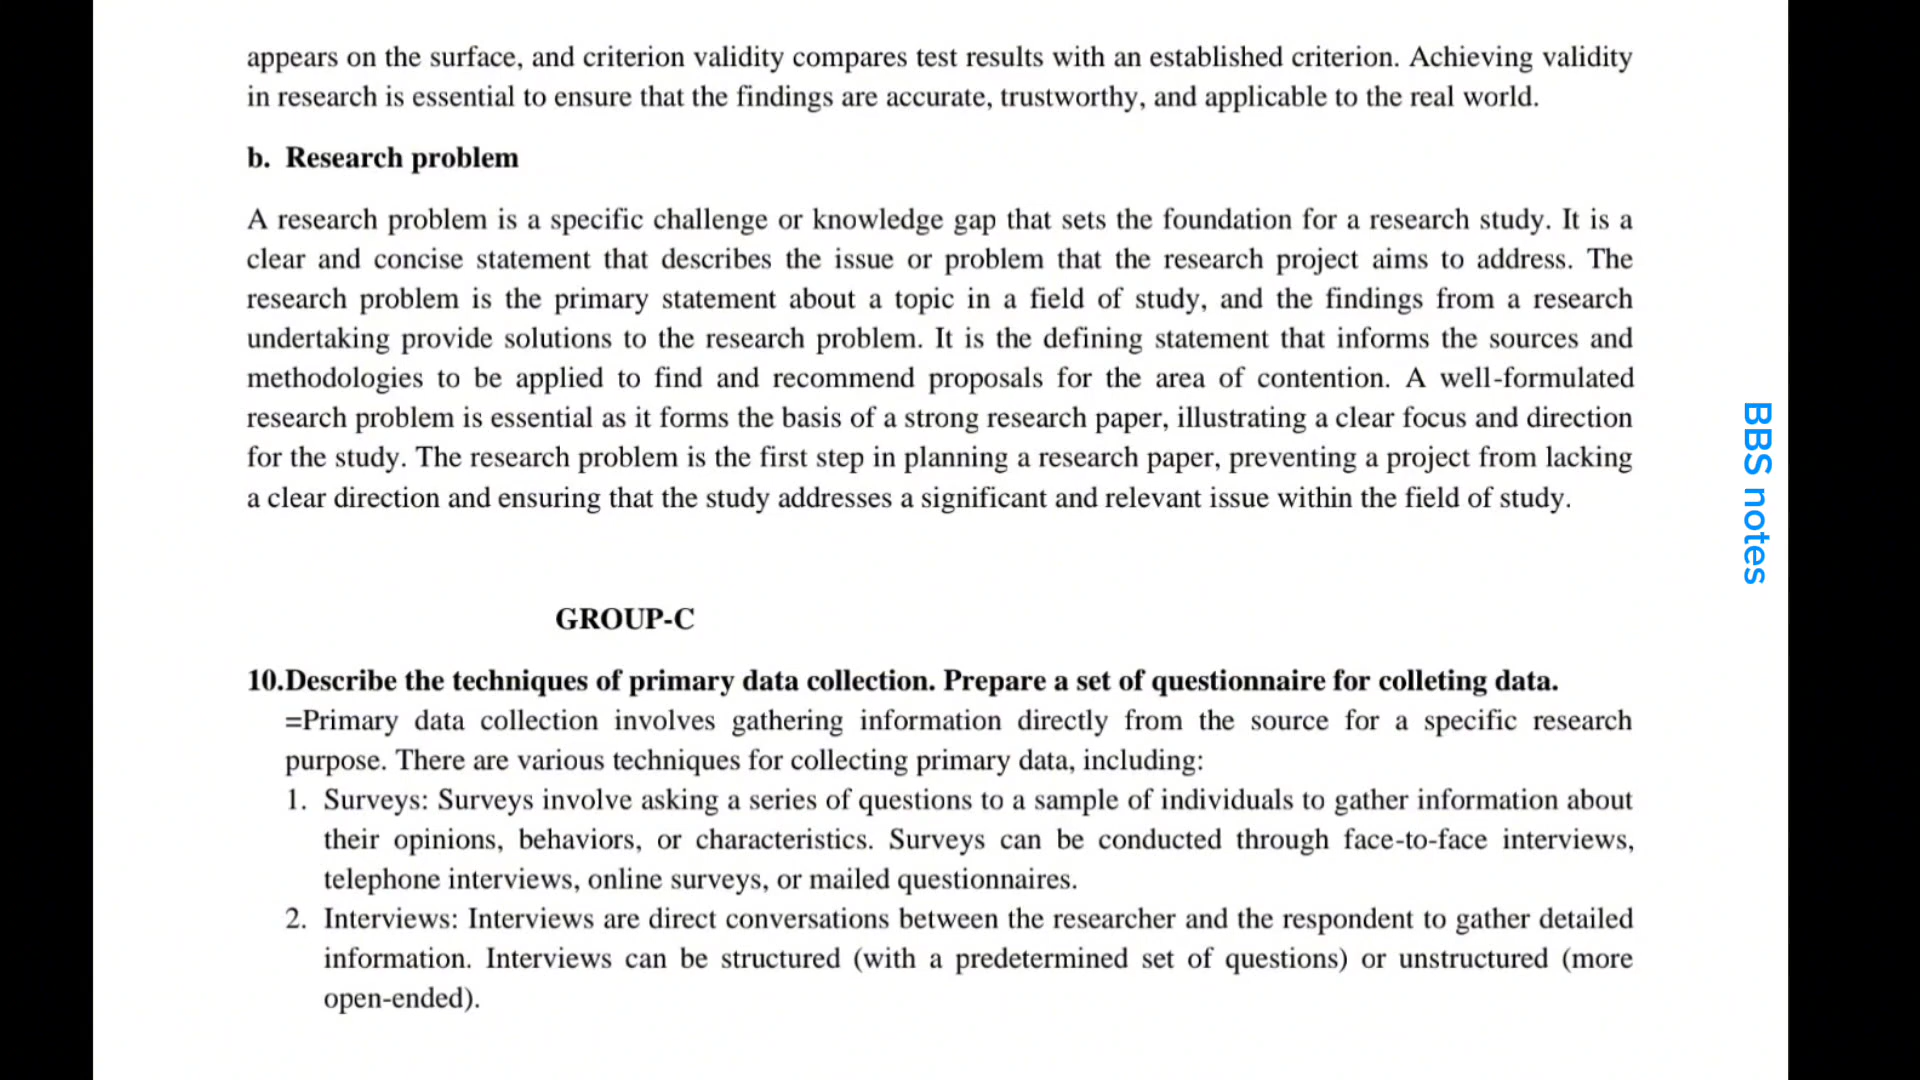 appears on the surface, and criterion validity compares test results with an established criterion. Achieving validity
in research is essential to ensure that the findings are accurate, trustworthy, and applicable to the real world.
b. Research problem
A research problem is a specific challenge or knowledge gap that sets the foundation for a research study. It is a
clear and concise statement that describes the issue or problem that the research project aims to address. The
research problem is the primary statement about a topic in a field of study, and the findings from a research
undertaking provide solutions to the research problem. It is the defining statement that informs the sources and
methodologies to be applied to find and recommend proposals for the area of contention. A well-formulated
research problem is essential as it forms the basis of a strong research paper, illustrating a clear focus and direction
for the study. The research problem is the first step in planning a research paper, preventing a project from lacking
a clear direction and ensuring that the study addresses a significant and relevant issue within the field of study.
GROUP-C
10.Describe the techniques of primary data collection. Prepare a set of questionnaire for colleting data.
=Primary data collection involves gathering information directly from the source for a specific research
purpose. There are various techniques for collecting primary data, including:
1. Surveys: Surveys involve asking a series of questions to a sample of individuals to gather information about
their opinions, behaviors, or characteristics. Surveys can be conducted through face-to-face interviews,
telephone interviews, online surveys, or mailed questionnaires.
2. Interviews: Interviews are direct conversations between the researcher and the respondent to gather detailed
information. Interviews can be structured (with a predetermined set of questions) or unstructured (more
open-ended).
BBS notes